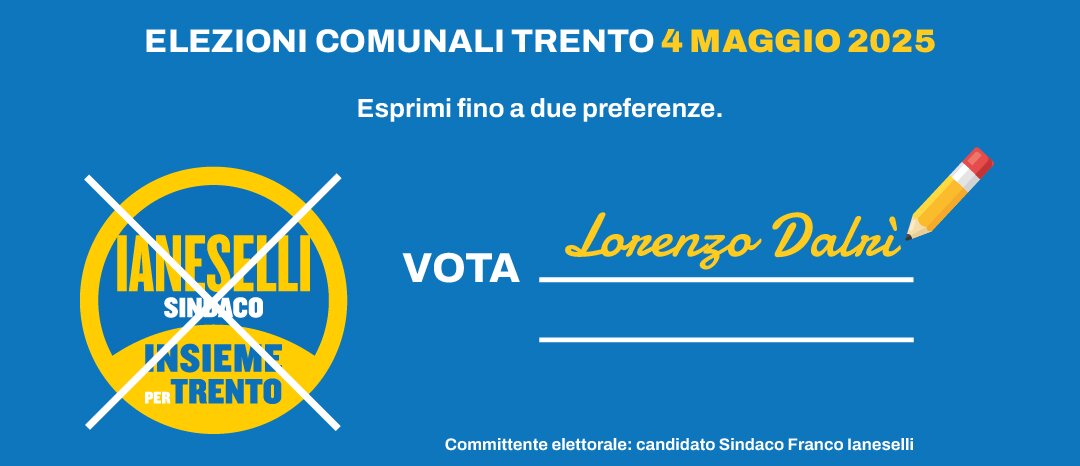 ELEZIONI COMUNALI TRENTO 4 MAGGIO 2025
Esprimi fino a due preferenze.
IANESELLI
SINDACO
INSIEME
PER TRENTO
VOTA Lorenzo Dalrì
Committente elettorale: candidato Sindaco Franco Ianeselli